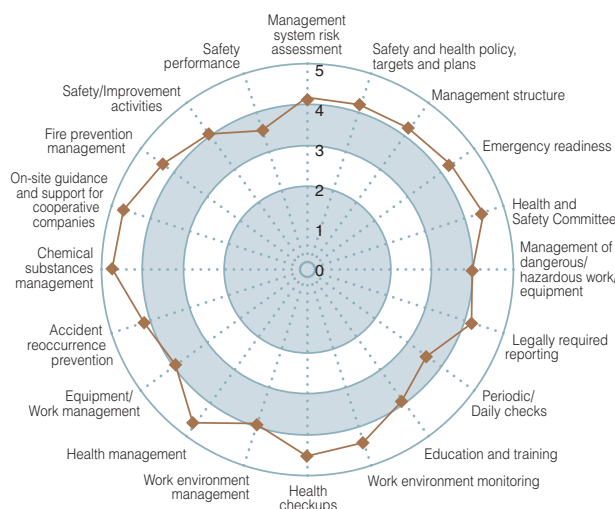 Management
system risk
assessment
Safety and health policy,
targets and plans
Management structure
Emergency readiness
Health and
Safety Committee
Management of
dangerous/
hazardous work/
equipment
Legally required
reporting
Periodic/
Daily checks
Education and training
Work environment monitoring
Health
checkups
Work environment
management
Health management
Equipment/
Work management
Accident
reoccurrence
prevention
Chemical
substances
management
On-site guidance
and support for
cooperative
companies
Fire prevention
management
Safety/Improvement
activities
Safety
performance
5
4
3
2
1
0